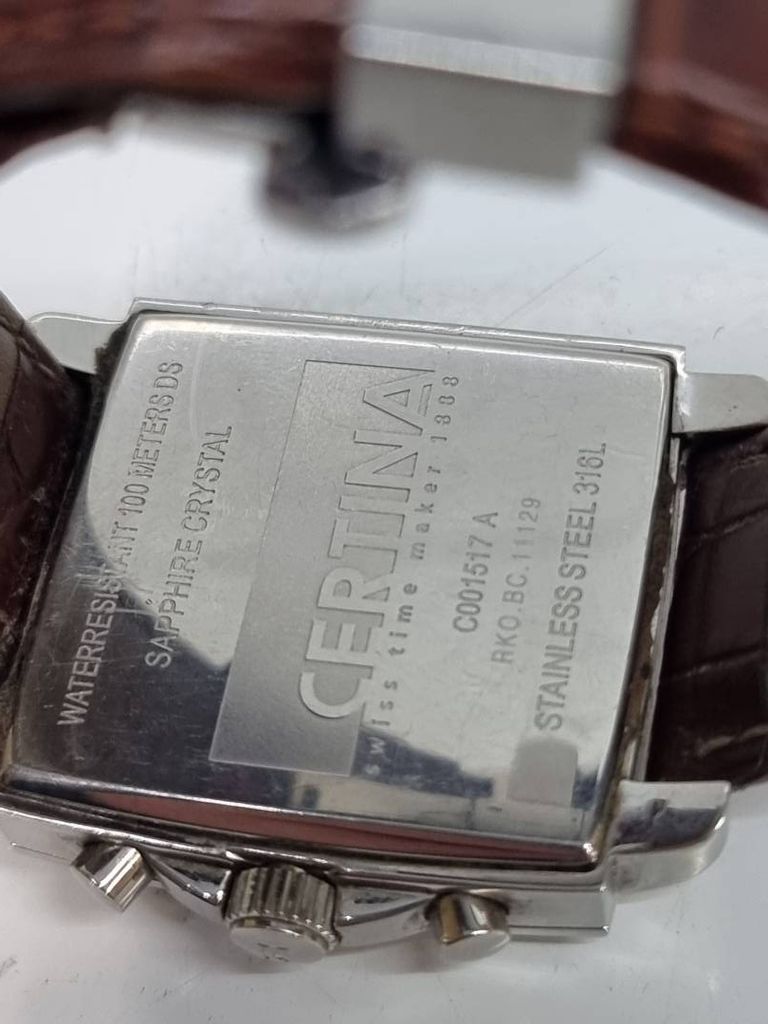 WATERRESISTANT 100 METERS DS
SAPPHIRE CRYSTAL
CERTINA
swiss time maker 1888
C001517 A
RKO.BC.11129
STAINLESS STEEL 316L